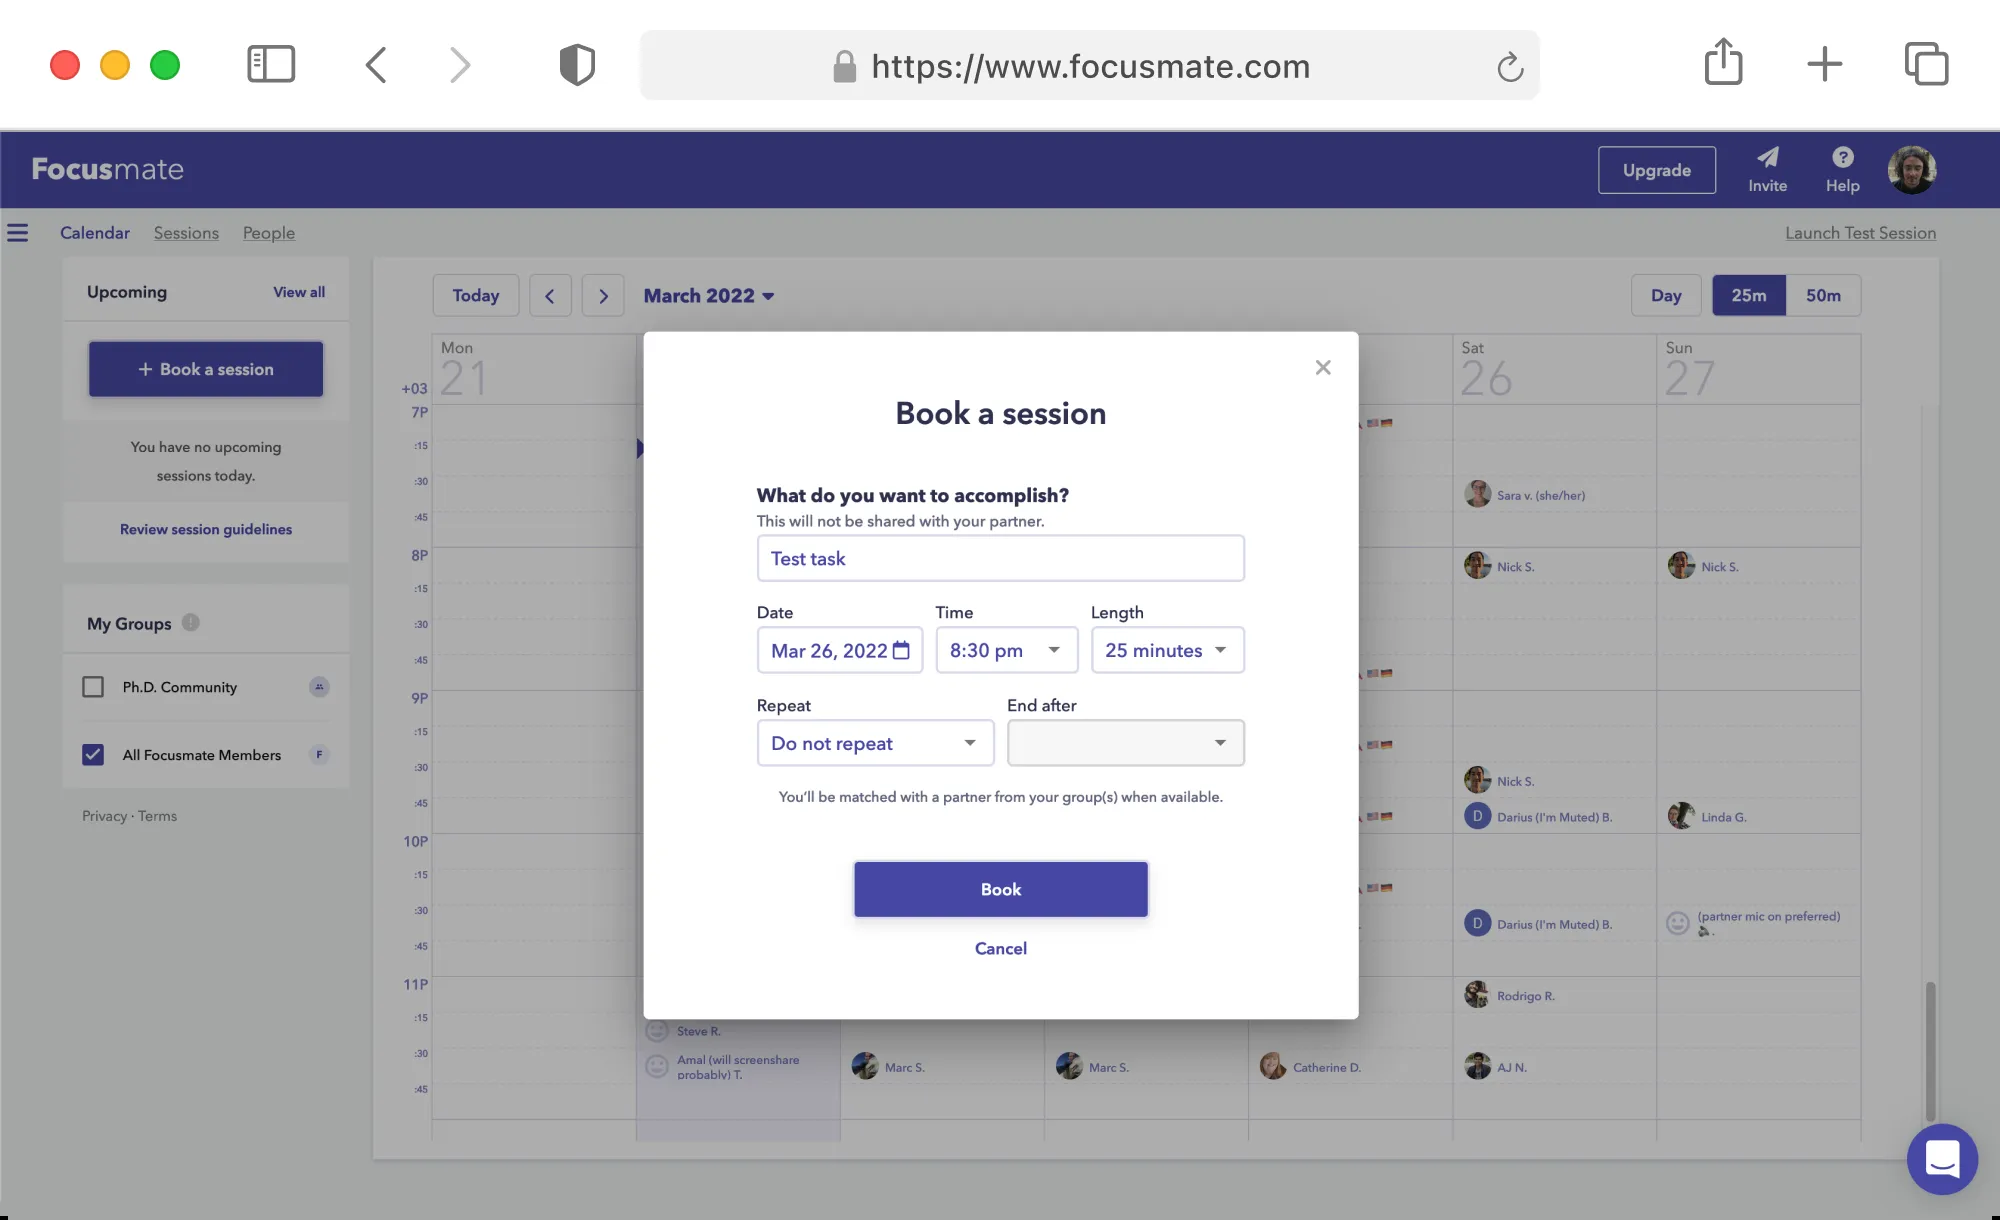 https://www.focusmate.com
Focusmate
Upgrade
Invite
Help
Calendar Sessions People
Launch Test Session
Upcoming View all
+ Book a session
You have no upcoming
sessions today.
Review session guidelines
My Groups
Ph.D. Community
All Focusmate Members F
Privacy · Terms
Today
March 2022
Day 25m 50m
+03
Mon
21
Sat
26
Sun
27
7P
:15
:30
:45
8P
:15
:30
:45
9P
:15
:30
:45
10P
:15
:30
:45
11P
:15
:30
:45
Book a session
What do you want to accomplish?
This will not be shared with your partner.
Test task
Date Time Length
Mar 26, 2022 8:30 pm 25 minutes
Repeat End after
Do not repeat
You'll be matched with a partner from your group(s) when available.
Book
Cancel
Steve R.
Amal (will screenshare
probably) T.
Marc S.
Marc S.
Catherine D.
Sara v. (she/her)
Nick S.
Nick S.
D Darius (I'm Muted) B.
D Darius (I'm Muted) B.
Rodrigo R.
AJ N.
Nick S.
Linda G.
(partner mic on preferred)